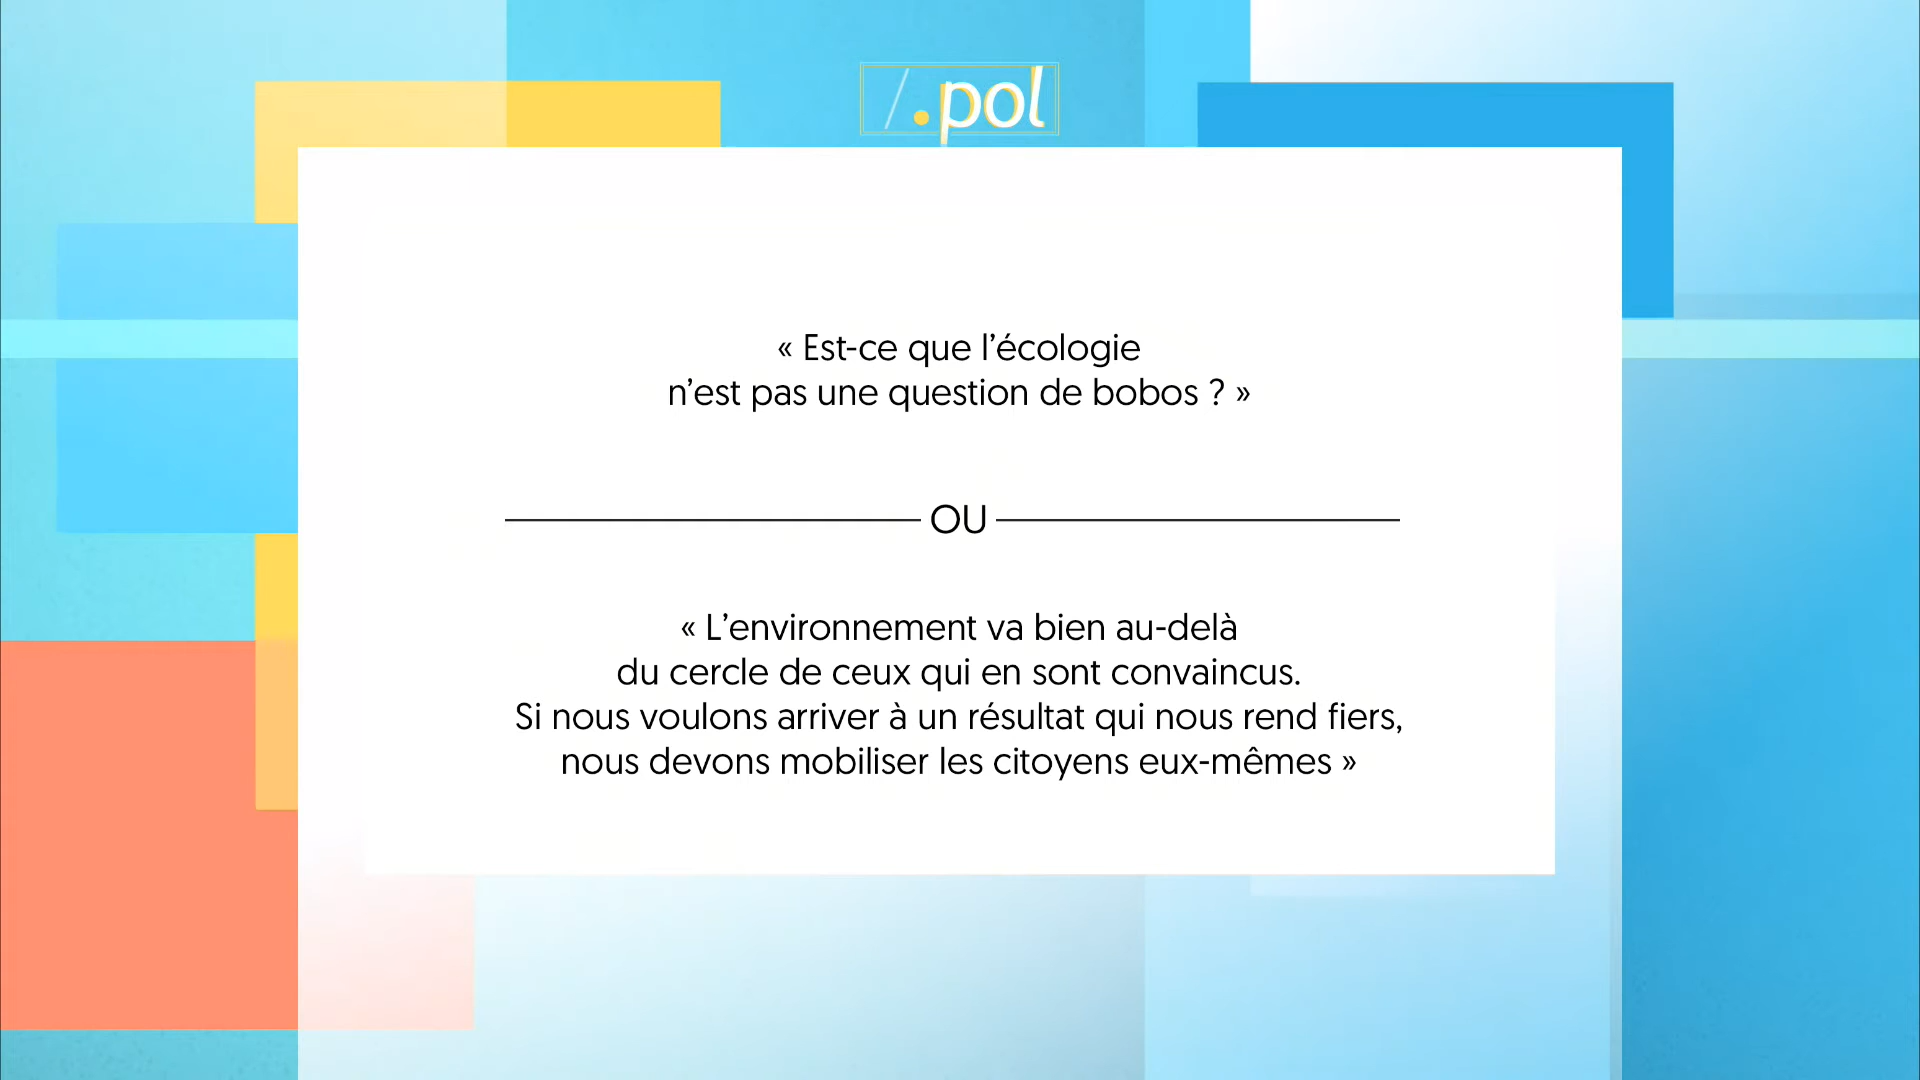 /.pol
« Est-ce que l’écologie
n’est pas une question de bobos ? »
OU
« L’environnement va bien au-delà
du cercle de ceux qui en sont convaincus.
Si nous voulons arriver à un résultat qui nous rend fiers,
nous devons mobiliser les citoyens eux-mêmes »